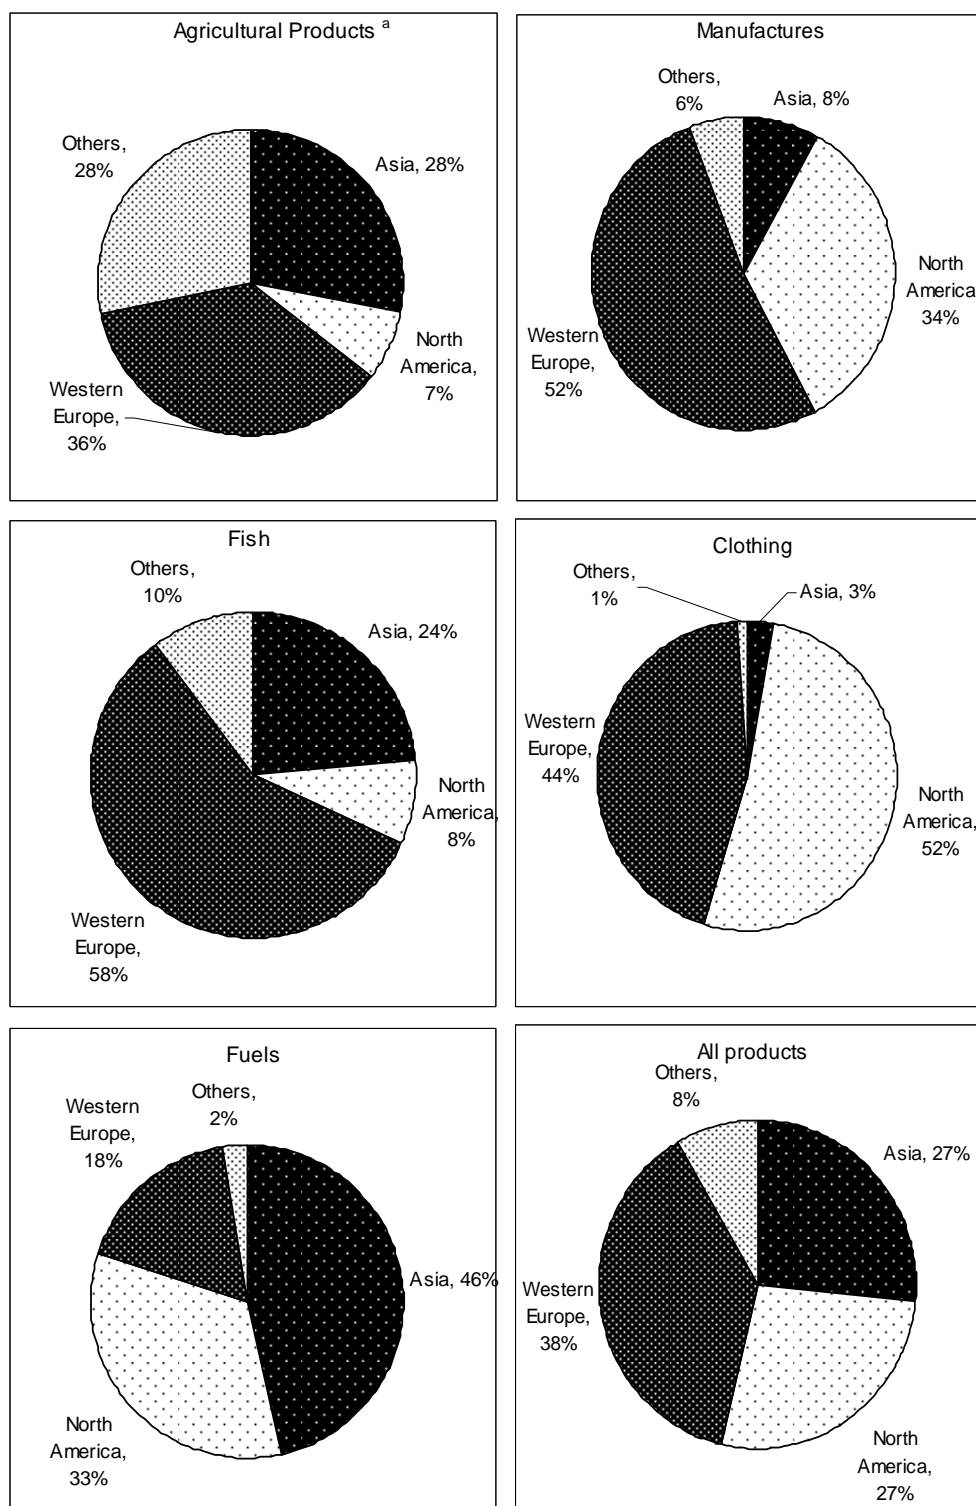 Agricultural Products a
Others,
28%
Asia, 28%
North
America,
7%
Western
Europe,
36%
Manufactures
Others,
6%
Asia, 8%
North
America
34%
Western
Europe,
52%
Fish
Others,
10%
Asia, 24%
North
America,
8%
Western
Europe,
58%
Clothing
Others,
1%
Asia, 3%
Western
Europe,
44%
North
America,
52%
Fuels
Others,
2%
Western
Europe,
18%
Asia, 46%
North
America,
33%
All products
Others,
8%
Asia, 27%
Western
Europe,
38%
North
America,
27%